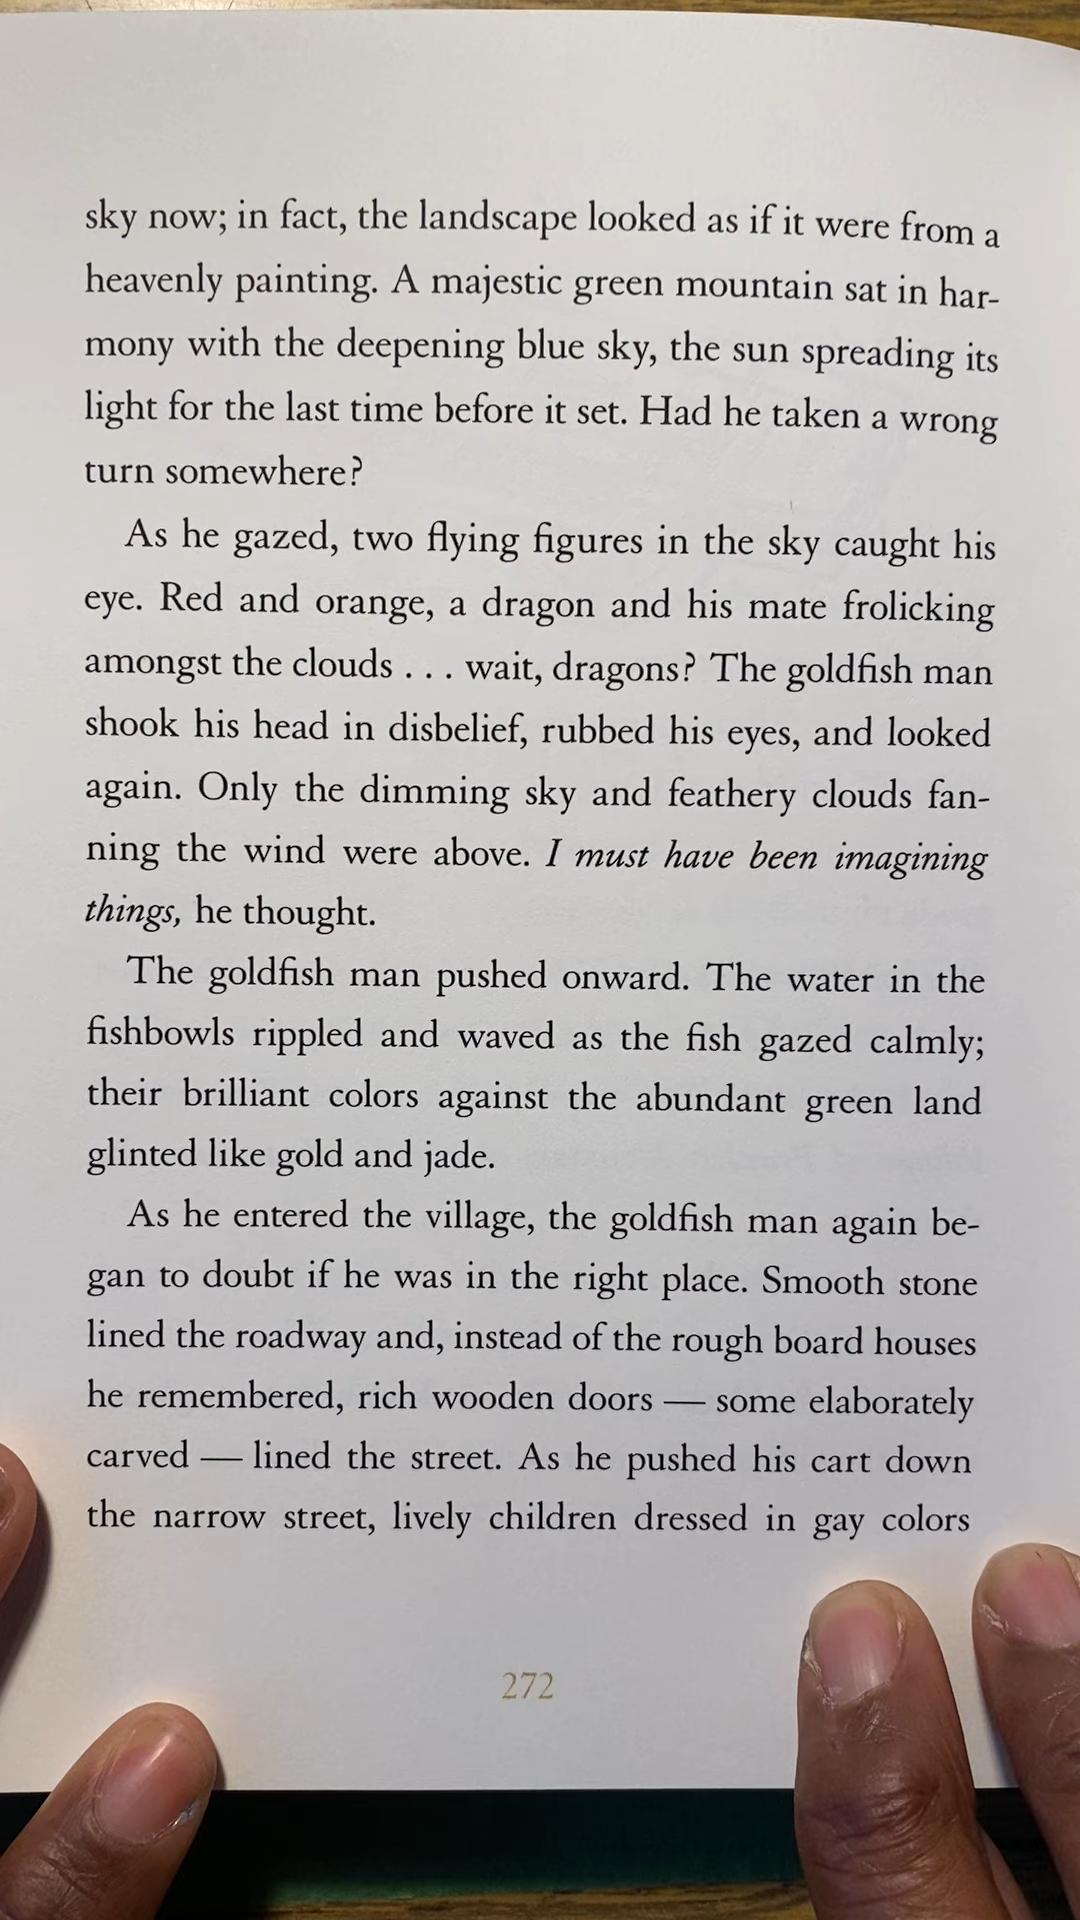 sky now; in fact, the landscape looked as if it were from a
heavenly painting. A majestic green mountain sat in har-
mony with the deepening blue sky, the sun spreading its
light for the last time before it set. Had he taken a wrong
turn somewhere?
As he gazed, two flying figures in the sky caught his
eye. Red and orange, a dragon and his mate frolicking
amongst the clouds . . . wait, dragons? The goldfish man
shook his head in disbelief, rubbed his eyes, and looked
again. Only the dimming sky and feathery clouds fan-
ning the wind were above. I must have been imagining
things, he thought.
The goldfish man pushed onward. The water in the
fishbowls rippled and waved as the fish gazed calmly;
their brilliant colors against the abundant green land
glinted like gold and jade.
As he entered the village, the goldfish man again be-
gan to doubt if he was in the right place. Smooth stone
lined the roadway and, instead of the rough board houses
he remembered, rich wooden doors — some elaborately
carved — lined the street. As he pushed his cart down
the narrow street, lively children dressed in gay colors
272